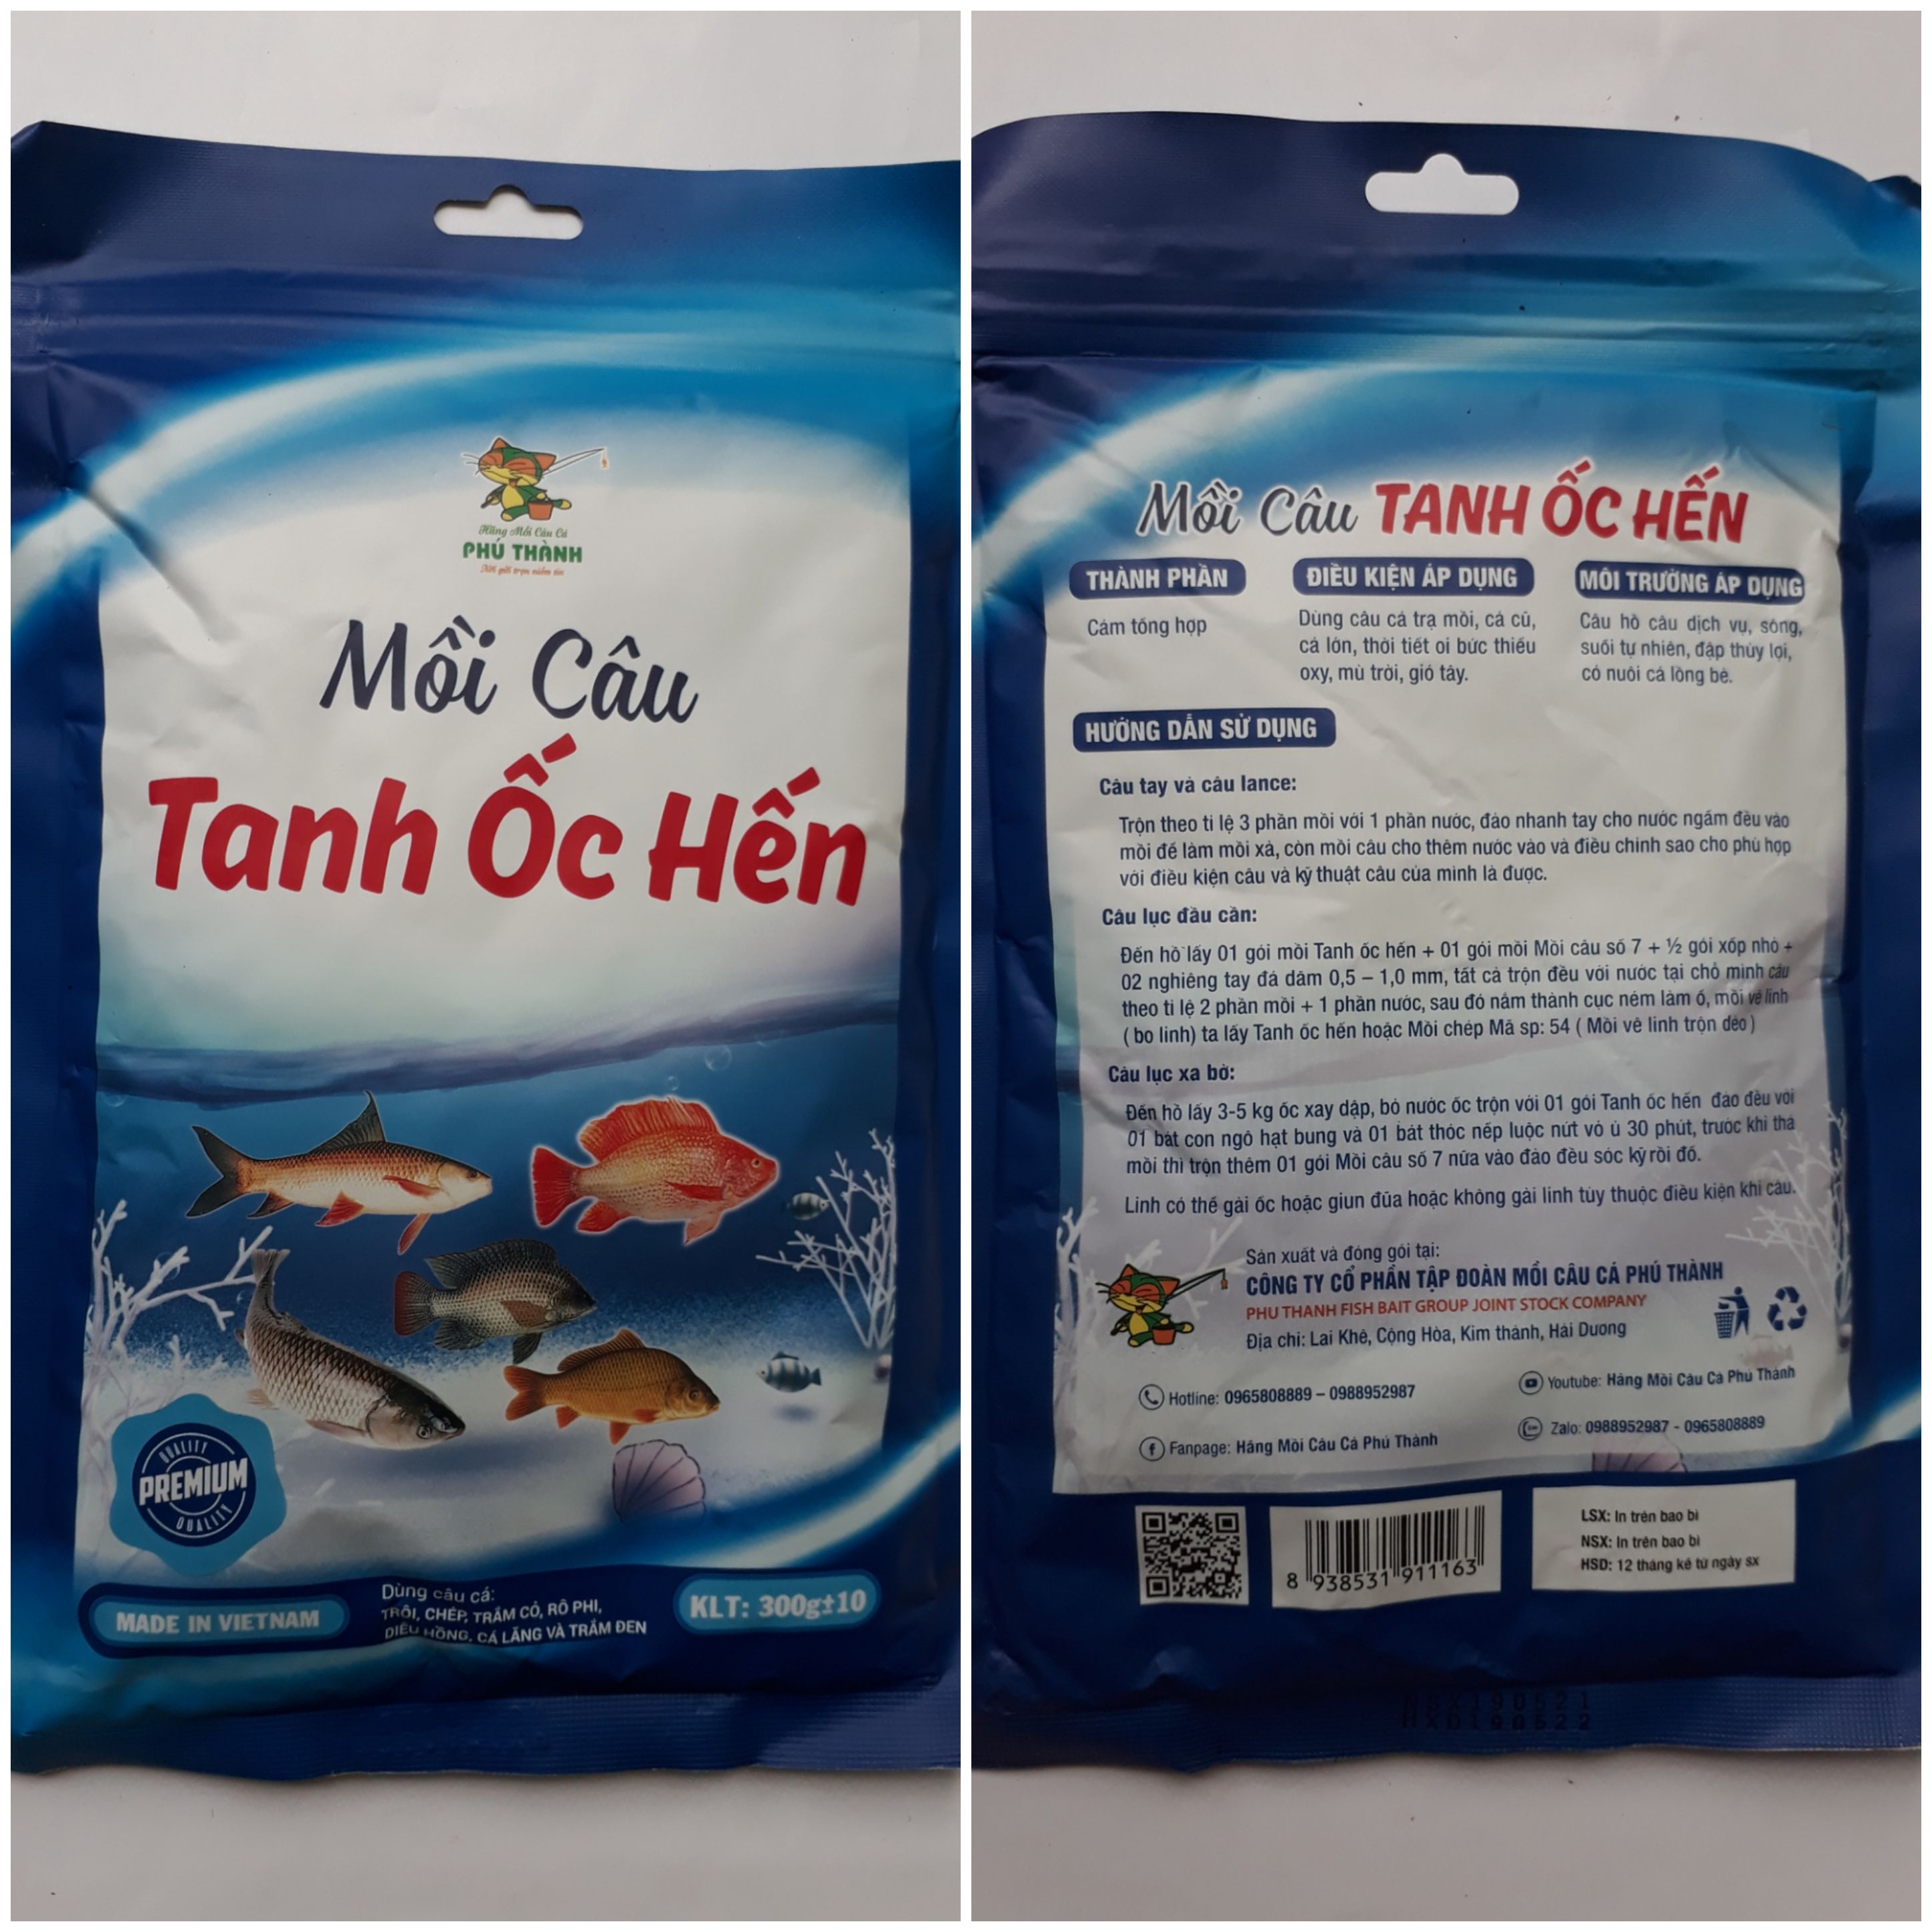 Hãng Mồi Câu Cá
PHÚ THÀNH
Nơi gửi trọn niềm tin
Mồi Câu
Tanh Ốc Hến
QUALITY
PREMIUM
QUALITY
MADE IN VIETNAM
Dùng câu cá:
TRÔI, CHÉP, TRẮM CỎ, RÔ PHI,
DIÊU HỒNG, CÁ LĂNG VÀ TRẮM ĐEN
KLT: 300g±10
Mồi Câu TANH ỐC HẾN
THÀNH PHẦN
Cám tổng hợp
ĐIỀU KIỆN ÁP DỤNG
Dùng câu cá trạ mồi, cá cũ,
cá lớn, thời tiết oi bức thiếu
oxy, mù trời, gió tây.
MÔI TRƯỜNG ÁP DỤNG
Câu hồ câu dịch vụ, sông,
suối tự nhiên, đập thủy lợi,
có nuôi cá lồng bè.
HƯỚNG DẪN SỬ DỤNG
Câu tay và câu lance:
Trộn theo tỉ lệ 3 phần mồi với 1 phần nước, đảo nhanh tay cho nước ngấm đều vào
mồi để làm mồi xả, còn mồi câu cho thêm nước vào và điều chỉnh sao cho phù hợp
với điều kiện câu và kỹ thuật câu của mình là được.
Câu lục đầu cần:
Đến hồ lấy 01 gói mồi Tanh ốc hến + 01 gói mồi Mồi câu số 7 + ½ gói xốp nhỏ +
02 nghiêng tay đá dăm 0,5 – 1,0 mm, tất cả trộn đều với nước tại chỗ mình câu
theo tỉ lệ 2 phần mồi + 1 phần nước, sau đó nắm thành cục ném làm ổ, mồi vê linh
( bo linh) ta lấy Tanh ốc hến hoặc Mồi chép Mã sp: 54 ( Mồi vê linh trộn dẻo )
Câu lục xa bờ:
Đến hồ lấy 3-5 kg ốc xay dập, bỏ nước ốc trộn với 01 gói Tanh ốc hến đảo đều với
01 bát con ngô hạt bung và 01 bát thóc nếp luộc nứt vỏ ủ 30 phút, trước khi thả
mồi thì trộn thêm 01 gói Mồi câu số 7 nữa vào đảo đều sóc kỹ rồi đổ.
Linh có thể gài ốc hoặc giun đũa hoặc không gài linh tùy thuộc điều kiện khi câu.
Sản xuất và đóng gói tại:
CÔNG TY CỔ PHẦN TẬP ĐOÀN MỒI CÂU CÁ PHÚ THÀNH
PHU THANH FISH BAIT GROUP JOINT STOCK COMPANY
Địa chỉ: Lai Khê, Cộng Hòa, Kim thành, Hải Dương
Hotline: 0965808889 – 0988952987
Youtube: Hãng Mồi Câu Cá Phú Thành
Fanpage: Hãng Mồi Câu Cá Phú Thành
Zalo: 0988952987 - 0965808889
8 938531 911163
LSX: In trên bao bì
NSX: In trên bao bì
HSD: 12 tháng kể từ ngày sx
NSX190521